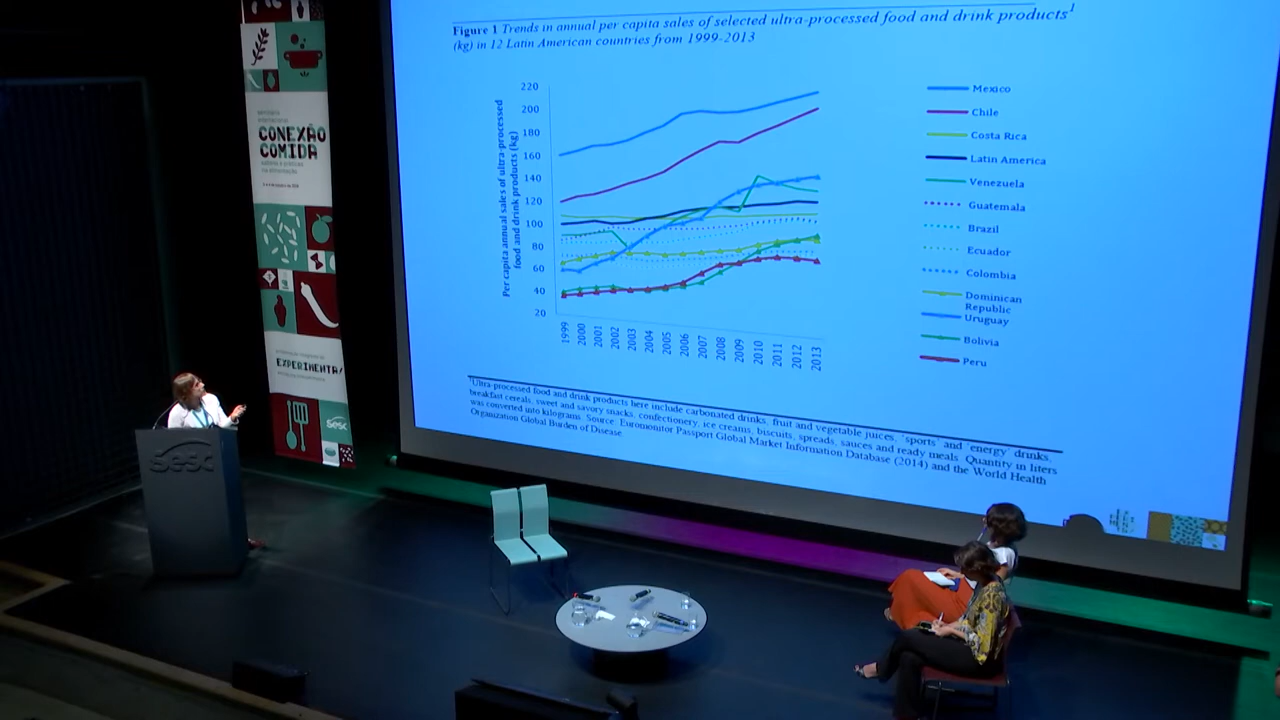 CONEXÃO
COMIDA
EXPERIMENTA!
Sesc
sesc
Figure 1 Trends in annual per capita sales of selected ultra-processed food and drink products¹
(kg) in 12 Latin American countries from 1999-2013
Per capita annual sales of ultra-processed
food and drink products (kg)
220
200
180
160
140
120
100
80
60
40
20
1999
2000
2001
2002
2003
2004
2005
2006
2007
2008
2009
2010
2011
2012
2013
Mexico
Chile
Costa Rica
Latin America
Venezuela
Guatemala
Brazil
Ecuador
Colombia
Dominican
Republic
Uruguay
Bolivia
Peru
¹Ultra-processed food and drink products here include carbonated drinks, fruit and vegetable juices, 'sports' and 'energy' drinks,
breakfast cereals, sweet and savory snacks, confectionery, ice creams, biscuits, spreads, sauces and ready meals. Quantity in liters
was converted into kilograms. Source: Euromonitor Passport Global Market Information Database (2014) and the World Health
Organization Global Burden of Disease.